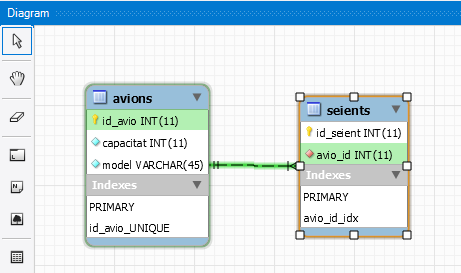 Diagram
avions
id_avio INT(11)
capacitat INT(11)
model VARCHAR(45)
Indexes
PRIMARY
id_avio_UNIQUE
seients
id_seient INT(11)
avio_id INT(11)
Indexes
PRIMARY
avio_id_idx